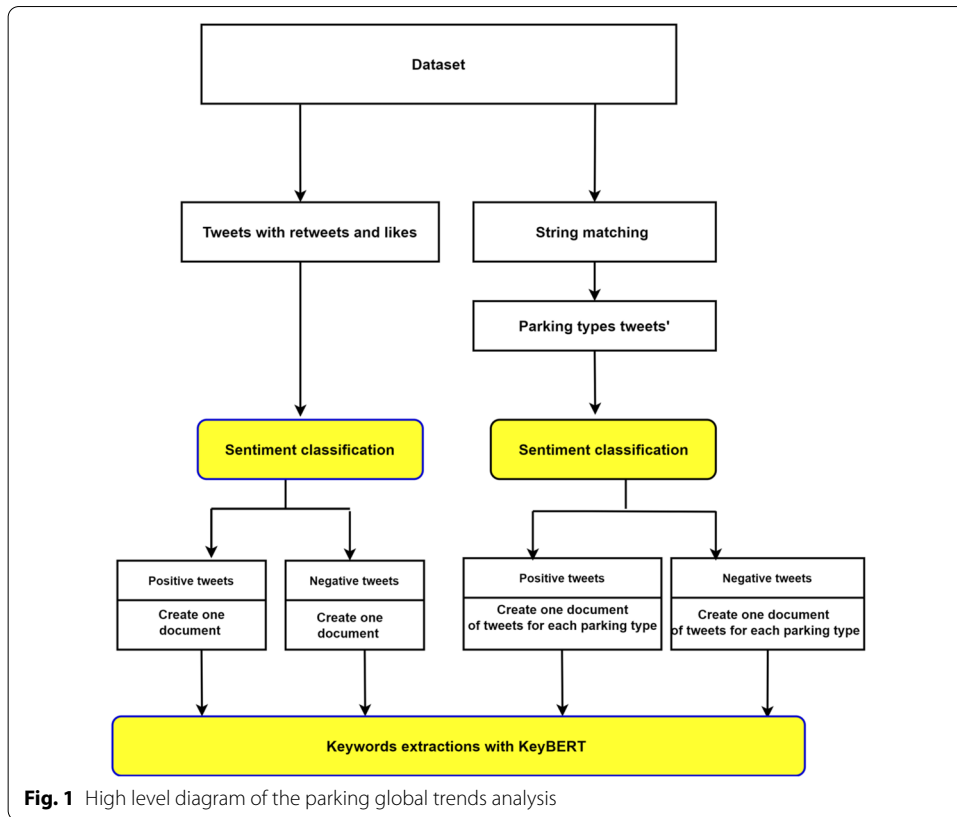 Dataset
Tweets with retweets and likes
String matching
Parking types tweets'
Sentiment classification
Sentiment classification
Positive tweets
Create one
document
Negative tweets
Create one
document
Positive tweets
Create one document
of tweets for each parking type
Negative tweets
Create one document
of tweets for each parking type
Keywords extractions with KeyBERT
Fig. 1 High level diagram of the parking global trends analysis